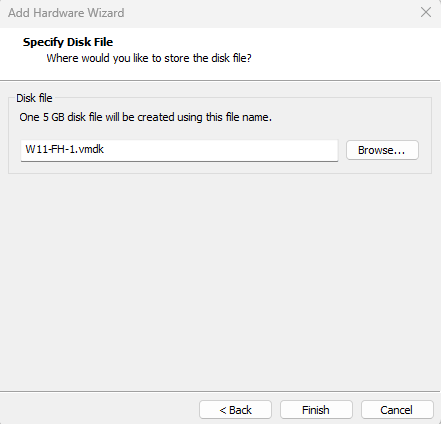 Add Hardware Wizard
Specify Disk File
Where would you like to store the disk file?
Disk file
One 5 GB disk file will be created using this file name.
W11-FH-1.vmdk
Browse...
< Back
Finish
Cancel